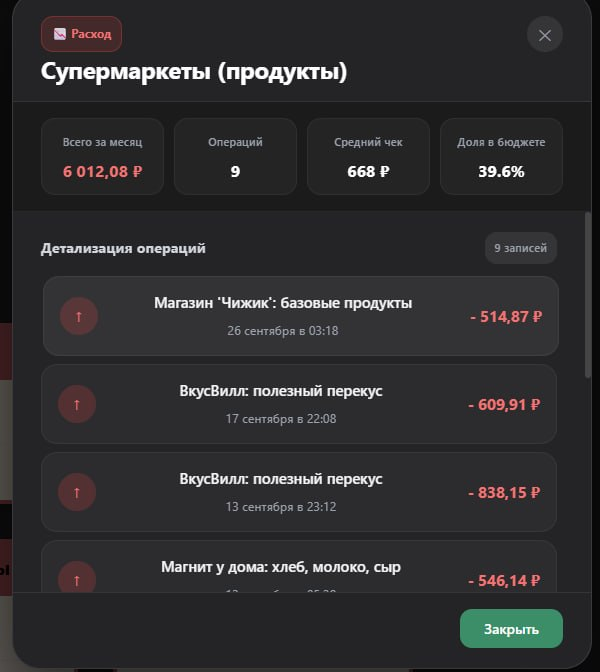 Расход
Супермаркеты (продукты)
Всего за месяц
6 012,08 ₽
Операций
9
Средний чек
668 ₽
Доля в бюджете
39.6%
Детализация операций
9 записей
Магазин 'Чижик': базовые продукты
26 сентября в 03:18
- 514,87 ₽
ВкусВилл: полезный перекус
17 сентября в 22:08
- 609,91 ₽
ВкусВилл: полезный перекус
13 сентября в 23:12
- 838,15 ₽
Магнит у дома: хлеб, молоко, сыр
- 546,14 ₽
Закрыть